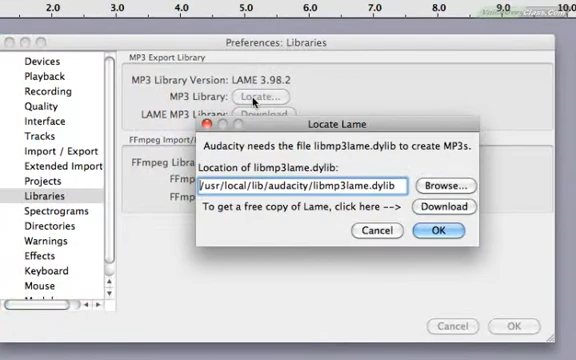 2.0 3.0 4.0 5.0 6.0 7.0 8.0 9.0 10.0
Preferences: Libraries
Devices
Playback
Recording
Quality
Interface
Tracks
Import / Export
Extended Import
Projects
Libraries
Spectrograms
Directories
Warnings
Effects
Keyboard
Mouse
MP3 Export Library
MP3 Library Version: LAME 3.98.2
MP3 Library: Locate...
LAME MP3 Library: Download
FFmpeg Import/
FFmpeg Libra
FFm
FFm
Locate Lame
Audacity needs the file libmp3lame.dylib to create MP3s.
Location of libmp3lame.dylib:
/usr/local/lib/audacity/libmp3lame.dylib Browse...
To get a free copy of Lame, click here --> Download
Cancel OK
Cancel OK